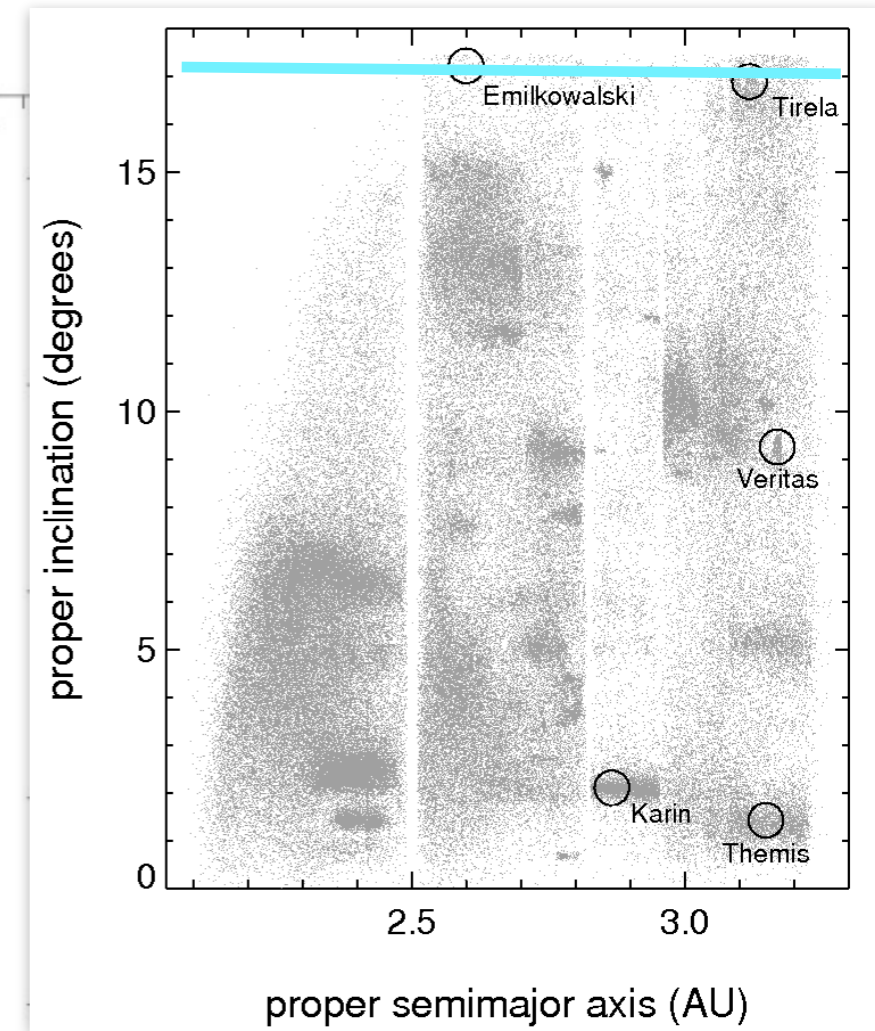 Emilkowalski
Tirela
15
10
Veritas
5
Karin
Themis
0
2.5
3.0
proper inclination (degrees)
proper semimajor axis (AU)